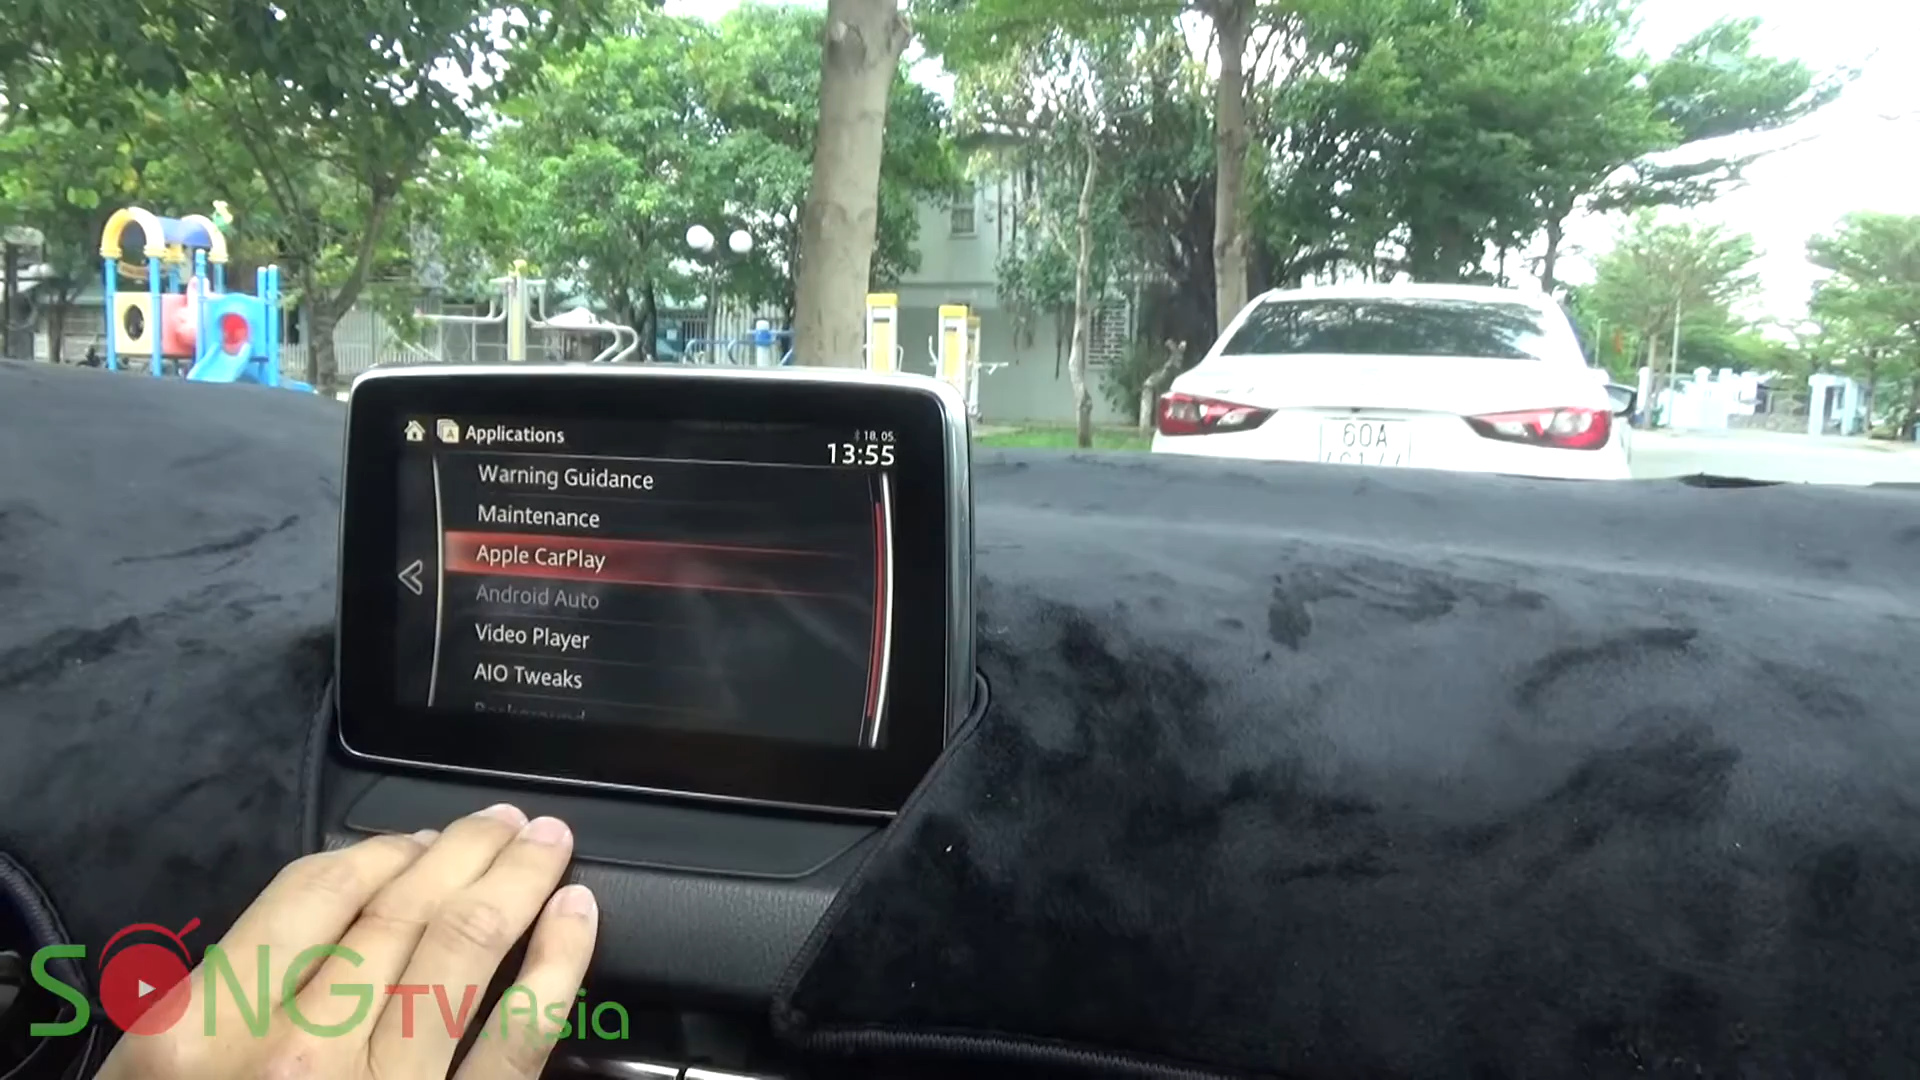 Applications
18. 05.
13:55
Warning Guidance
Maintenance
Apple CarPlay
Android Auto
Video Player
AIO Tweaks
Background
60A
SONG TV.Asia